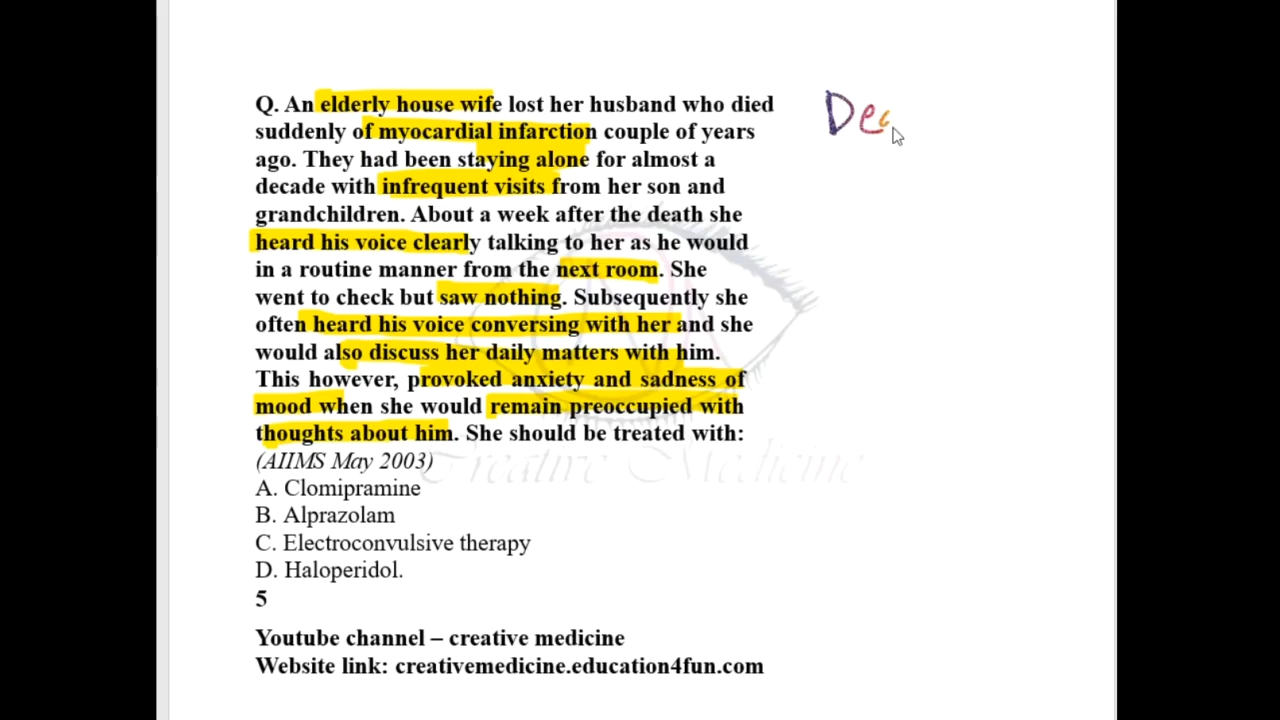 Q. An elderly house wife lost her husband who died
suddenly of myocardial infarction couple of years
ago. They had been staying alone for almost a
decade with infrequent visits from her son and
grandchildren. About a week after the death she
heard his voice clearly talking to her as he would
in a routine manner from the next room. She
went to check but saw nothing. Subsequently she
often heard his voice conversing with her and she
would also discuss her daily matters with him.
This however, provoked anxiety and sadness of
mood when she would remain preoccupied with
thoughts about him. She should be treated with:
(AIIMS May 2003)
A. Clomipramine
B. Alprazolam
C. Electroconvulsive therapy
D. Haloperidol.
5
Youtube channel – creative medicine
Website link: creativemedicine.education4fun.com
Dec
Creative Medicine